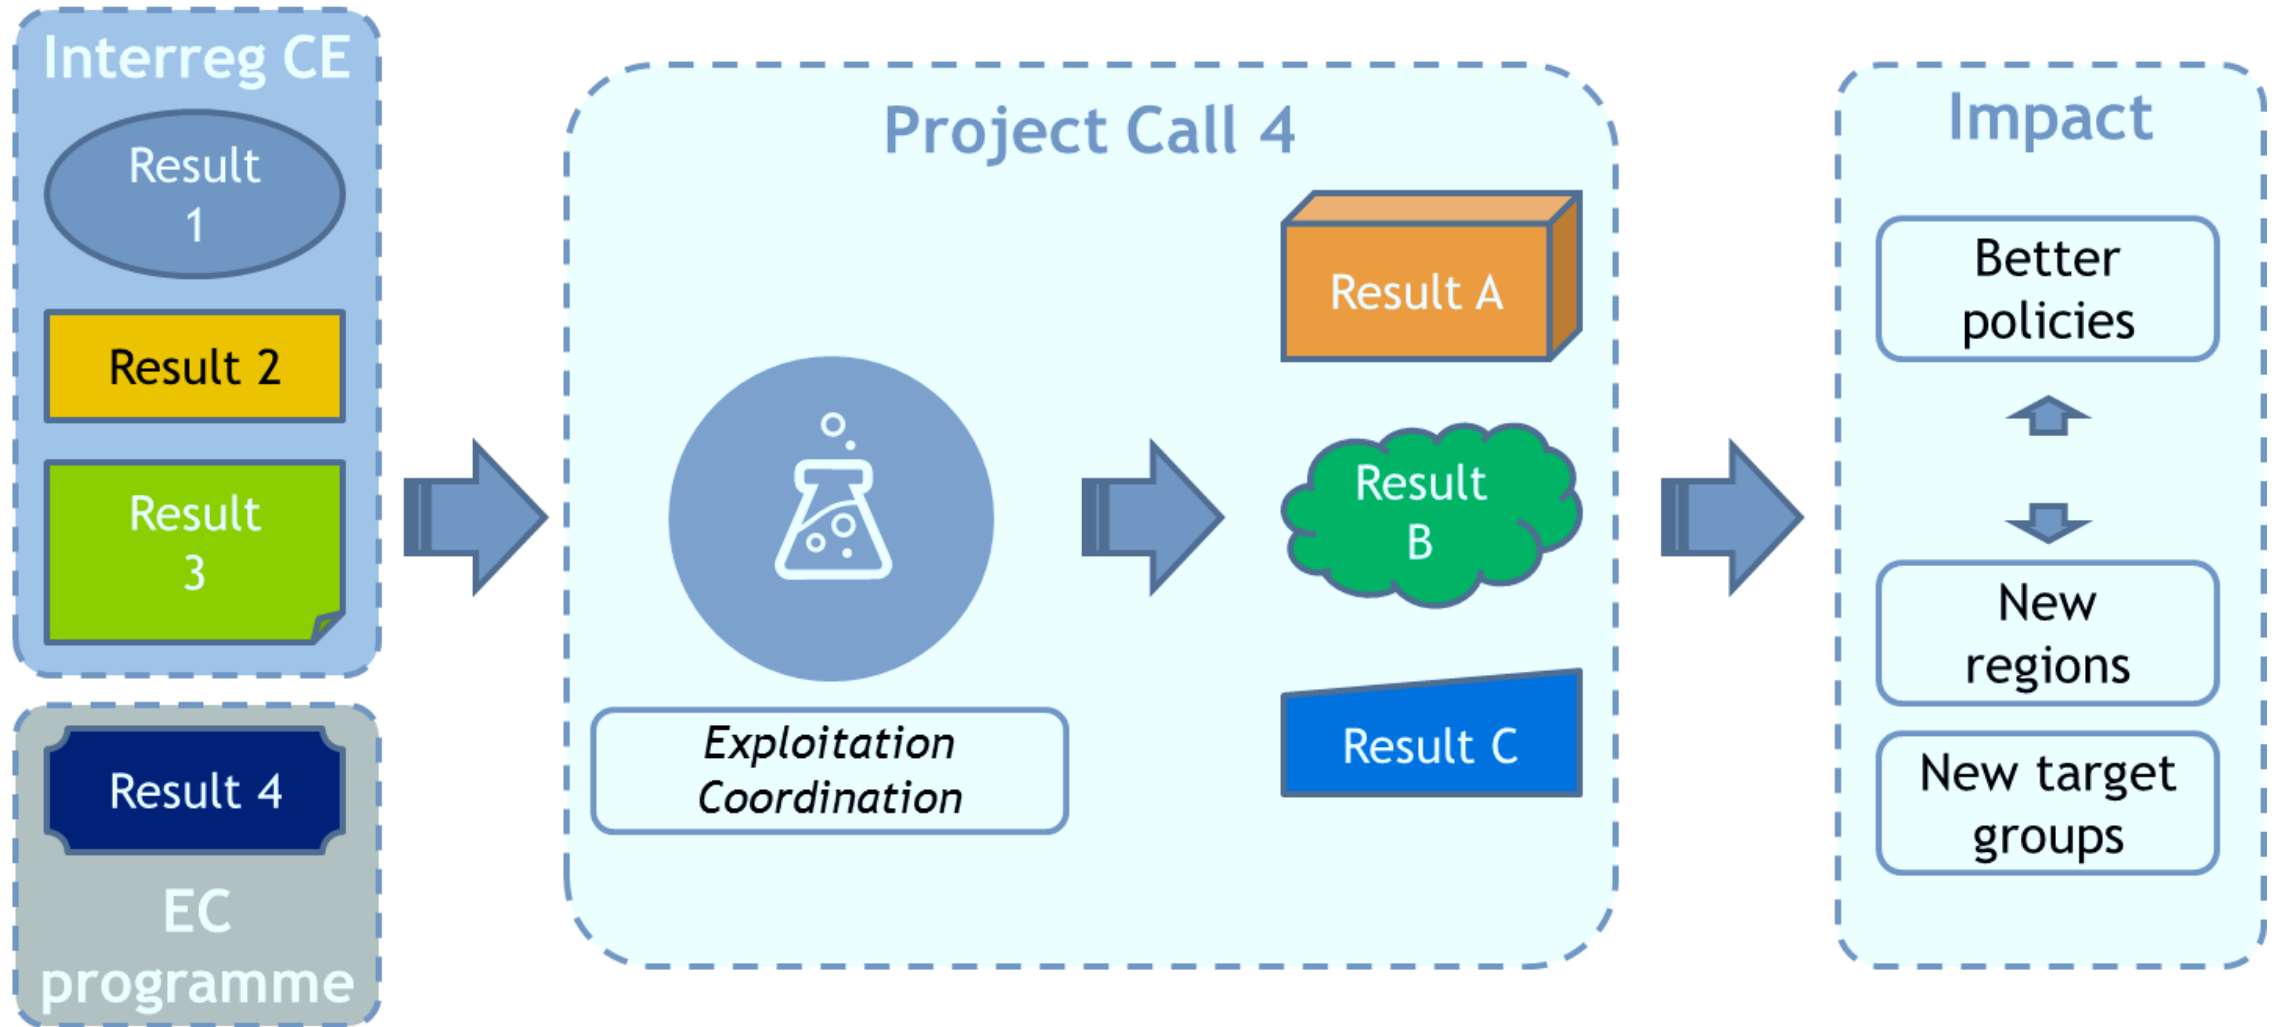 Interreg CE
Result
1
Result 2
Result
3
Result 4
EC
programme
Project Call 4
Exploitation
Coordination
Result A
Result
B
Result C
Impact
Better
policies
New
regions
New target
groups